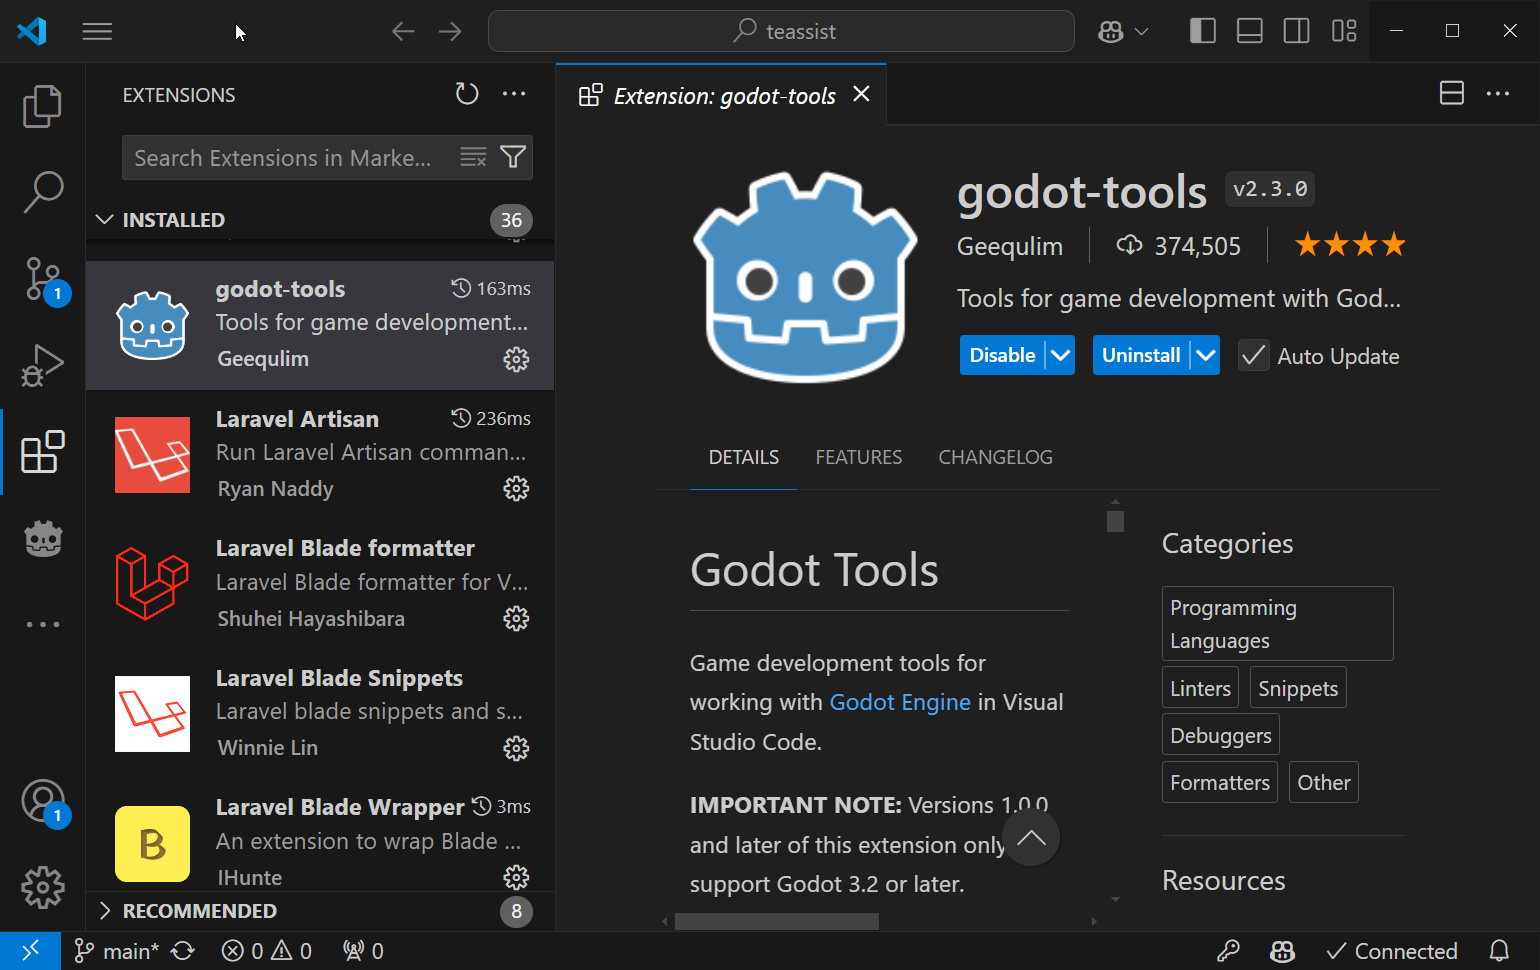 teassist
EXTENSIONS
Search Extensions in Marke...
INSTALLED
36
godot-tools
163ms
Tools for game development...
Geequlim
Laravel Artisan
236ms
Run Laravel Artisan comman...
Ryan Naddy
Laravel Blade formatter
Laravel Blade formatter for V...
Shuhei Hayashibara
Laravel Blade Snippets
Laravel blade snippets and s...
Winnie Lin
Laravel Blade Wrapper
3ms
An extension to wrap Blade ...
IHunte
RECOMMENDED
8
1
1
Extension: godot-tools
godot-tools
v2.3.0
Geequlim
374,505
Tools for game development with God...
Disable
Uninstall
Auto Update
DETAILS
FEATURES
CHANGELOG
Godot Tools
Game development tools for
working with Godot Engine in Visual
Studio Code.
IMPORTANT NOTE: Versions 1.0.0
and later of this extension only
support Godot 3.2 or later.
Categories
Programming
Languages
Linters
Snippets
Debuggers
Formatters
Other
Resources
main*
0
0
0
Connected